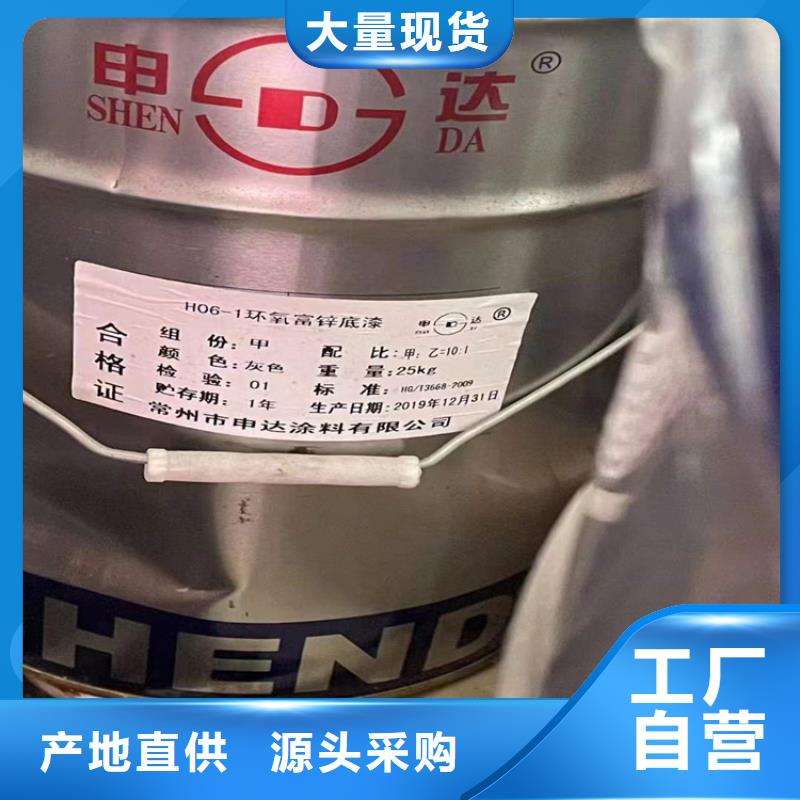 大量现货
申 D 达 ®
SHEN DA
H06-1环氧富锌底漆 申 D 达 ®
合格证
组 份：甲 配 比：甲：乙=10:1
颜 色：灰色 重 量：25kg
检 验：01 标 准：HG/T3668-2009
贮存期：1年 生产日期：2019年12月31日
常州市申达涂料有限公司
HEND
工厂
自营
产地直供 源头采购